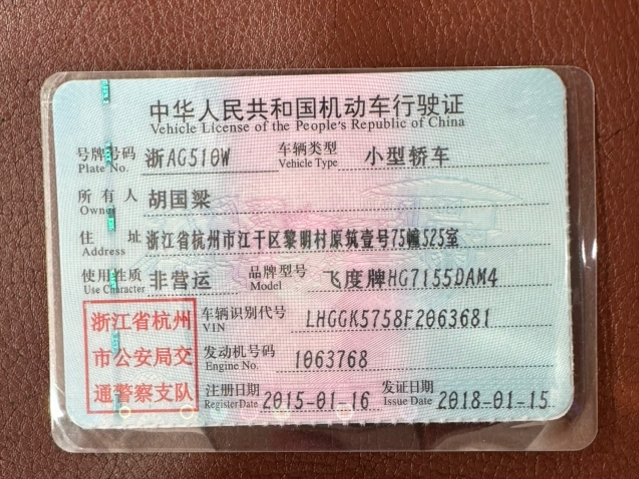 中华人民共和国机动车行驶证
Vehicle License of the People's Republic of China
号牌号码 浙AG510W 车辆类型 小型轿车
Plate No. Vehicle Type
所有人 胡国梁
Owner
住址 浙江省杭州市江干区黎明村原筑壹号75幢525室
Address
使用性质 非营运 品牌型号 飞度牌HG7155DAM4
Use Character Model
浙江省杭州
市公安局交
通警察支队
车辆识别代号 LHGGK5758F2063681
VIN
发动机号码 1063768
Engine No.
注册日期 2015-01-16 发证日期 2018-01-15
Register Date Issue Date